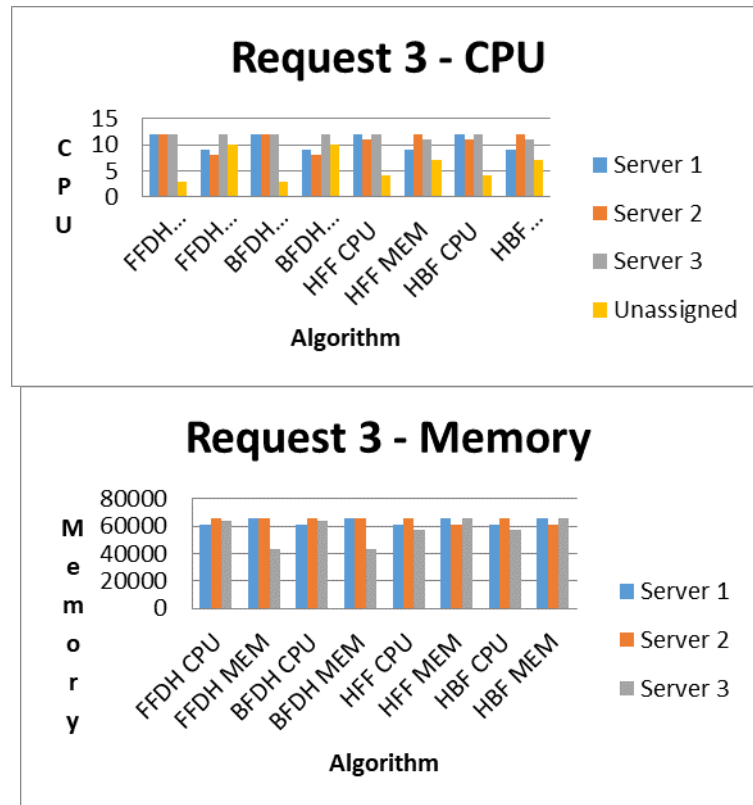 Request 3 - CPU
C
P
U
15
10
5
0
FFDH...
FFDH...
BFDH...
BFDH...
HFF CPU
HFF MEM
HBF CPU
HBF...
Algorithm
Server 1
Server 2
Server 3
Unassigned
Request 3 - Memory
M
e
m
o
r
y
80000
60000
40000
20000
0
FFDH CPU
FFDH MEM
BFDH CPU
BFDH MEM
HFF CPU
HFF MEM
HBF CPU
HBF MEM
Algorithm
Server 1
Server 2
Server 3